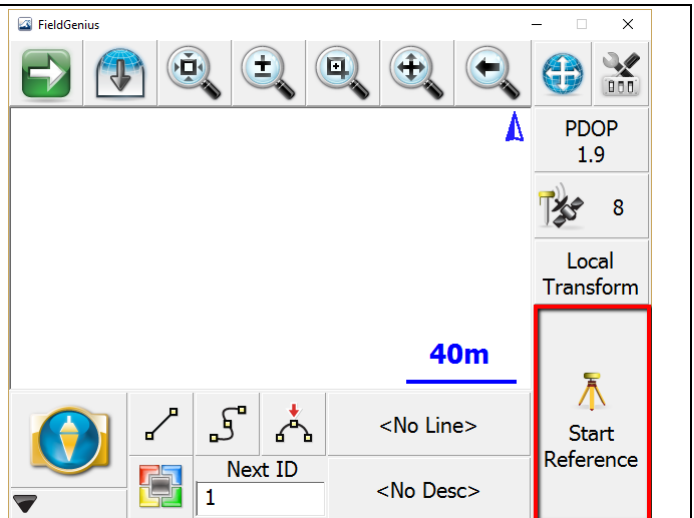 FieldGenius
PDOP
1.9
8
Local
Transform
40m
Start
Reference
<No Line>
Next ID
1
<No Desc>